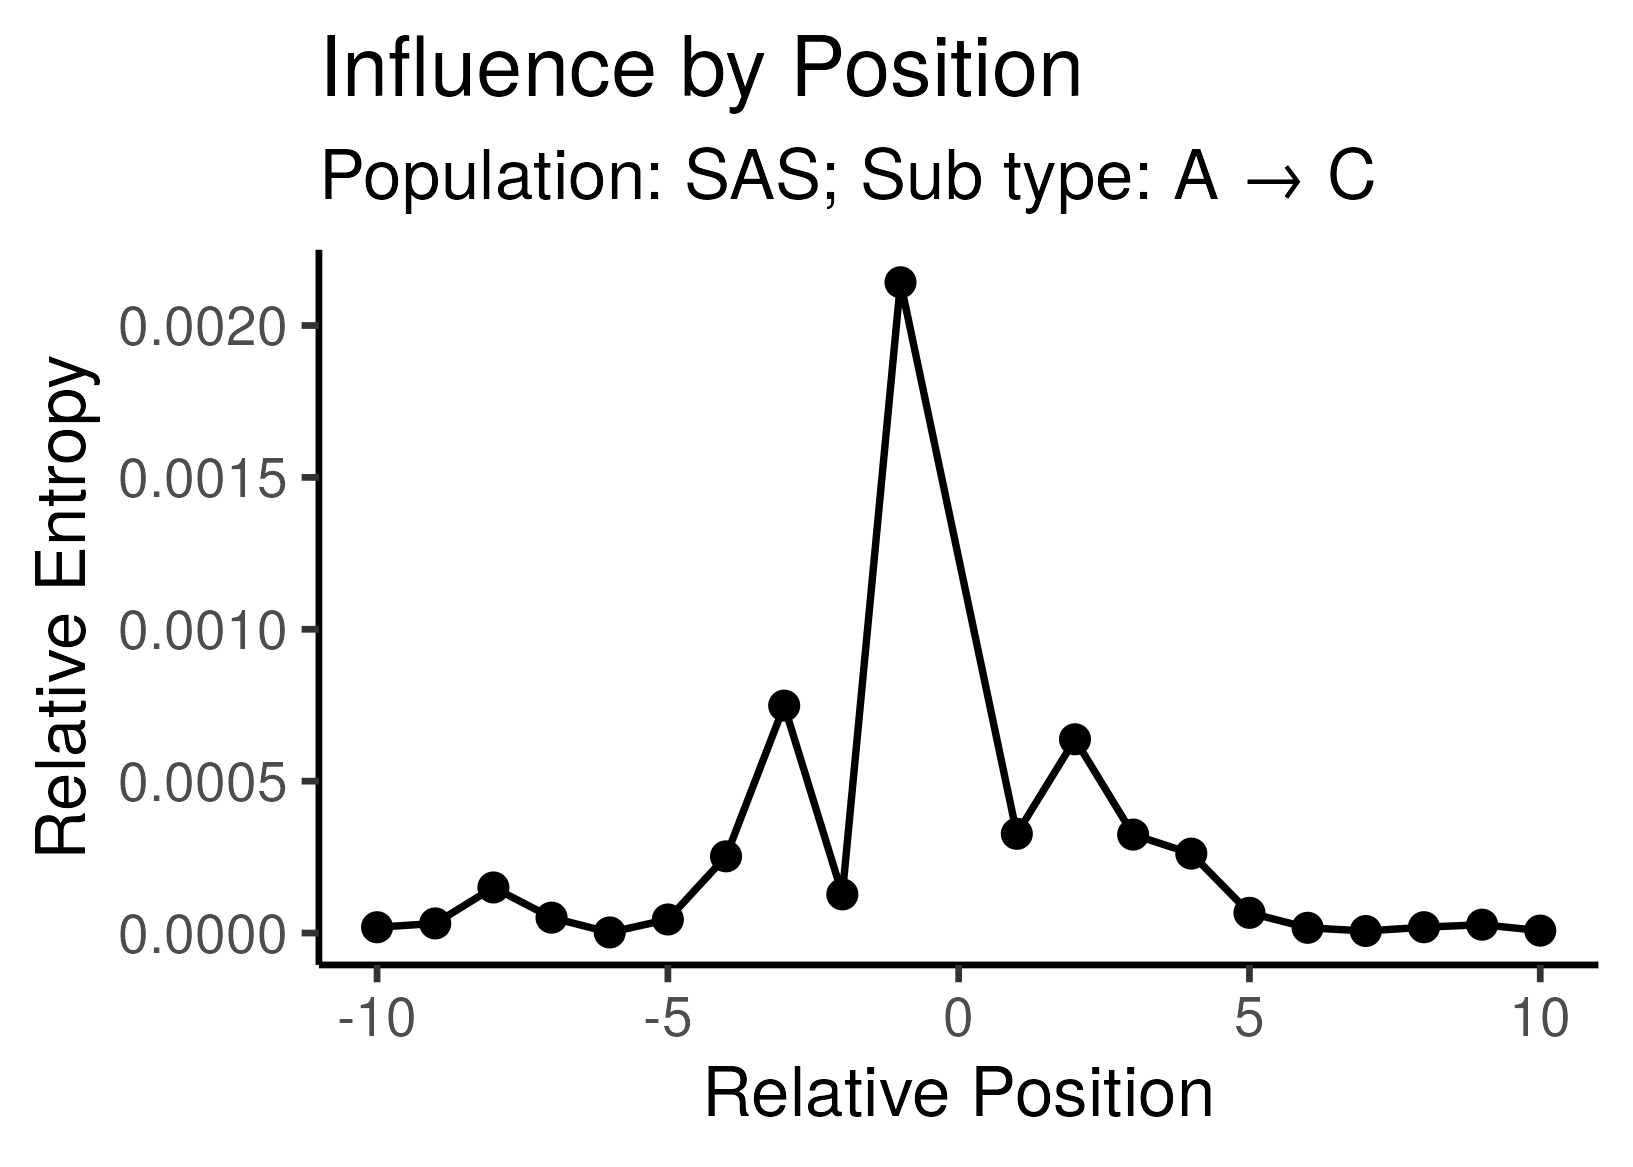 Influence by Position
Population: SAS; Sub type: A → C
Relative Entropy
0.0020
0.0015
0.0010
0.0005
0.0000
-10 -5 0 5 10
Relative Position